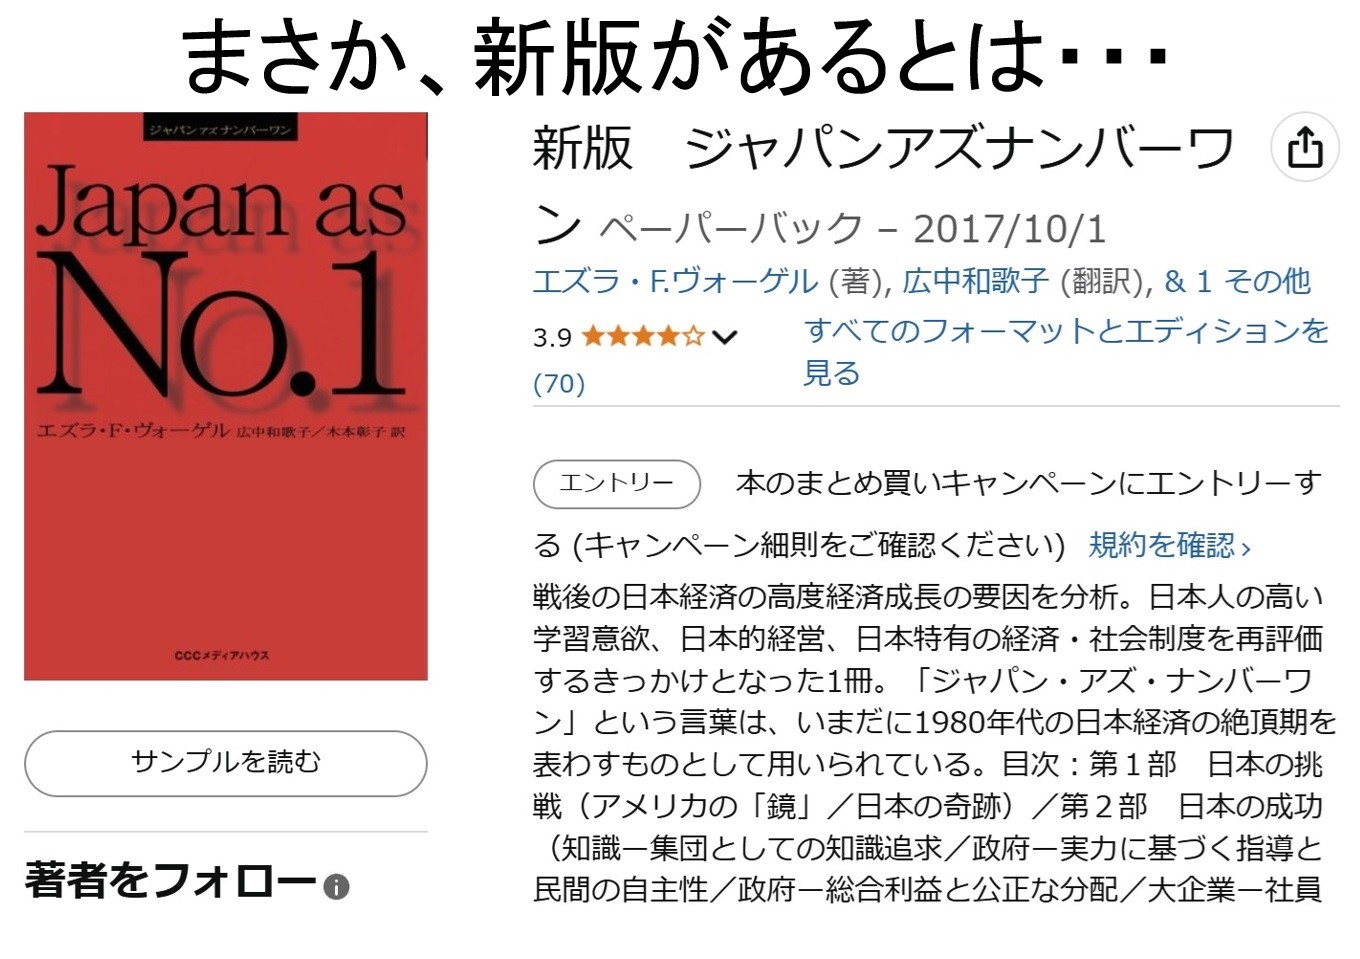 まさか、新版があるとは・・・
ジャパンアズナンバーワン
Japan as
No.1
エズラ・F・ヴォーゲル 広中和歌子／木本彰子 訳
CCCメディアハウス
サンプルを読む
著者をフォロー
新版　ジャパンアズナンバーワ
ン ペーパーバック – 2017/10/1
エズラ・F.ヴォーゲル (著), 広中和歌子 (翻訳), & 1 その他
3.9
(70)
すべてのフォーマットとエディションを
見る
エントリー 本のまとめ買いキャンペーンにエントリーす
る (キャンペーン細則をご確認ください) 規約を確認 ›
戦後の日本経済の高度経済成長の要因を分析。日本人の高い
学習意欲、日本的経営、日本特有の経済・社会制度を再評価
するきっかけとなった1冊。「ジャパン・アズ・ナンバーワ
ン」という言葉は、いまだに1980年代の日本経済の絶頂期を
表わすものとして用いられている。目次：第１部　日本の挑
戦（アメリカの「鏡」／日本の奇跡）／第２部　日本の成功
（知識ー集団としての知識追求／政府ー実力に基づく指導と
民間の自主性／政府ー総合利益と公正な分配／大企業ー社員